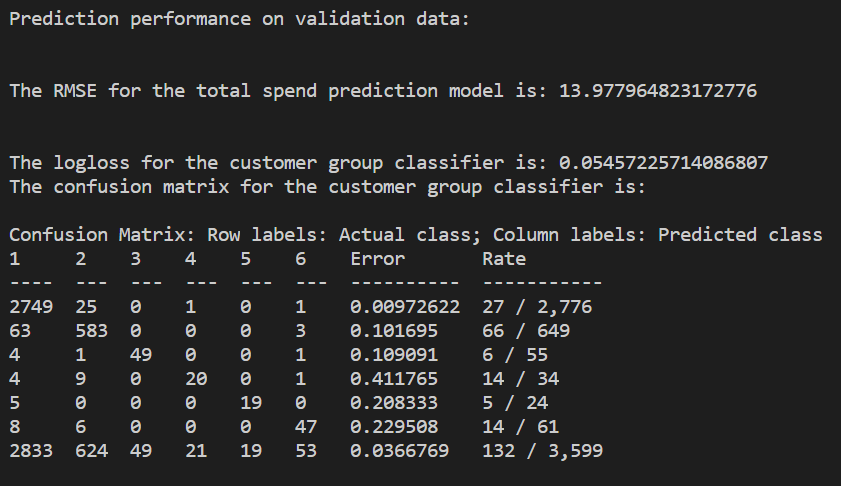 Prediction performance on validation data:
The RMSE for the total spend prediction model is: 13.977964823172776
The logloss for the customer group classifier is: 0.05457225714086807
The confusion matrix for the customer group classifier is:
Confusion Matrix: Row labels: Actual class; Column labels: Predicted class
1 2 3 4 5 6 Error Rate
---- --- --- --- --- --- ---------- -----------
2749 25 0 1 0 1 0.00972622 27 / 2,776
63 583 0 0 0 3 0.101695 66 / 649
4 1 49 0 0 1 0.109091 6 / 55
4 9 0 20 0 1 0.411765 14 / 34
5 0 0 0 19 0 0.208333 5 / 24
8 6 0 0 0 47 0.229508 14 / 61
2833 624 49 21 19 53 0.0366769 132 / 3,599